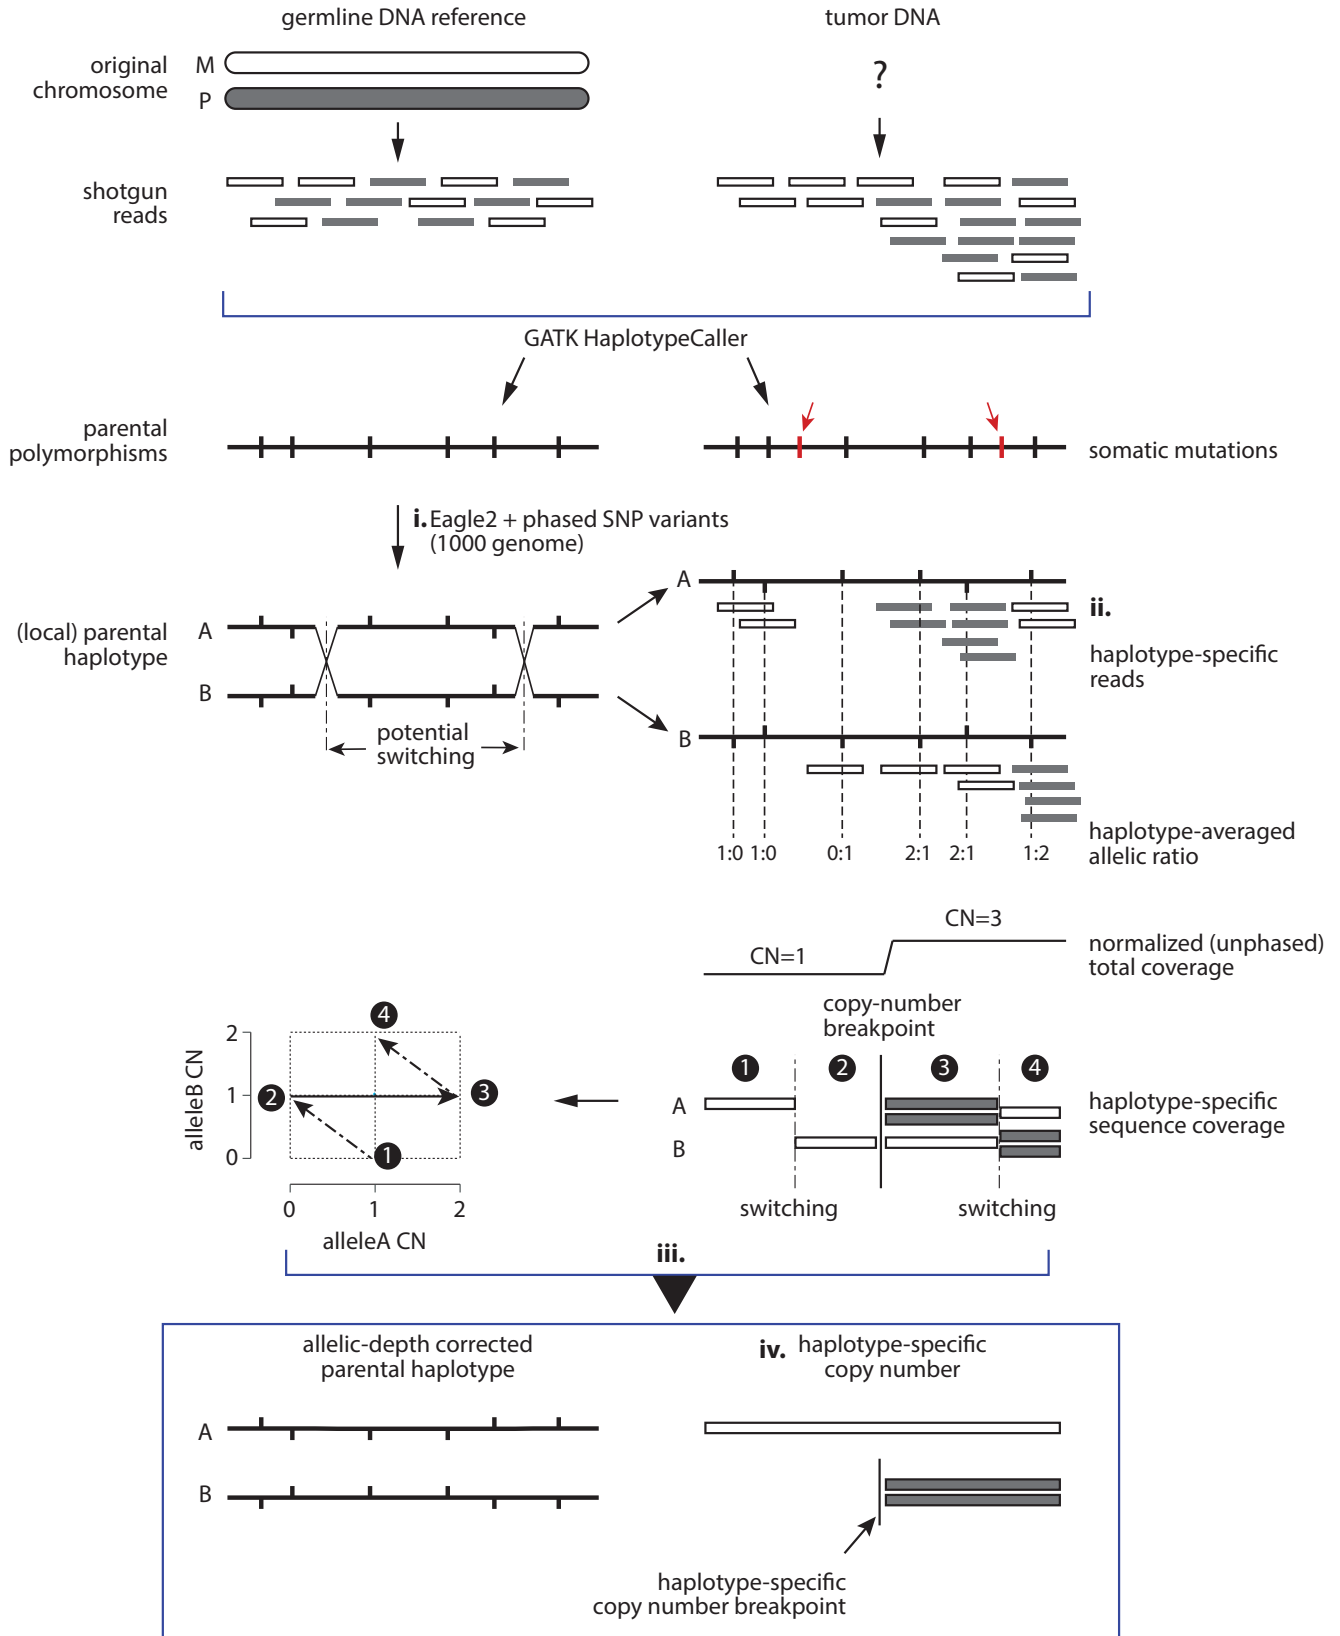 germline DNA reference
tumor DNA
original
chromosome
M
P
?
shotgun
reads
GATK HaplotypeCaller
parental
polymorphisms
somatic mutations
i. Eagle2 + phased SNP variants
(1000 genome)
(local) parental
haplotype
A
B
potential
switching
A
ii.
haplotype-specific
reads
B
1:0 1:0 0:1 2:1 2:1 1:2
haplotype-averaged
allelic ratio
CN=1
CN=3
normalized (unphased)
total coverage
copy-number
breakpoint
1 2 3 4
A
B
haplotype-specific
sequence coverage
switching
switching
alleleB CN
2
1
0
4
2
3
1
0 1 2
alleleA CN
iii.
allelic-depth corrected
parental haplotype
A
B
iv. haplotype-specific
copy number
haplotype-specific
copy number breakpoint